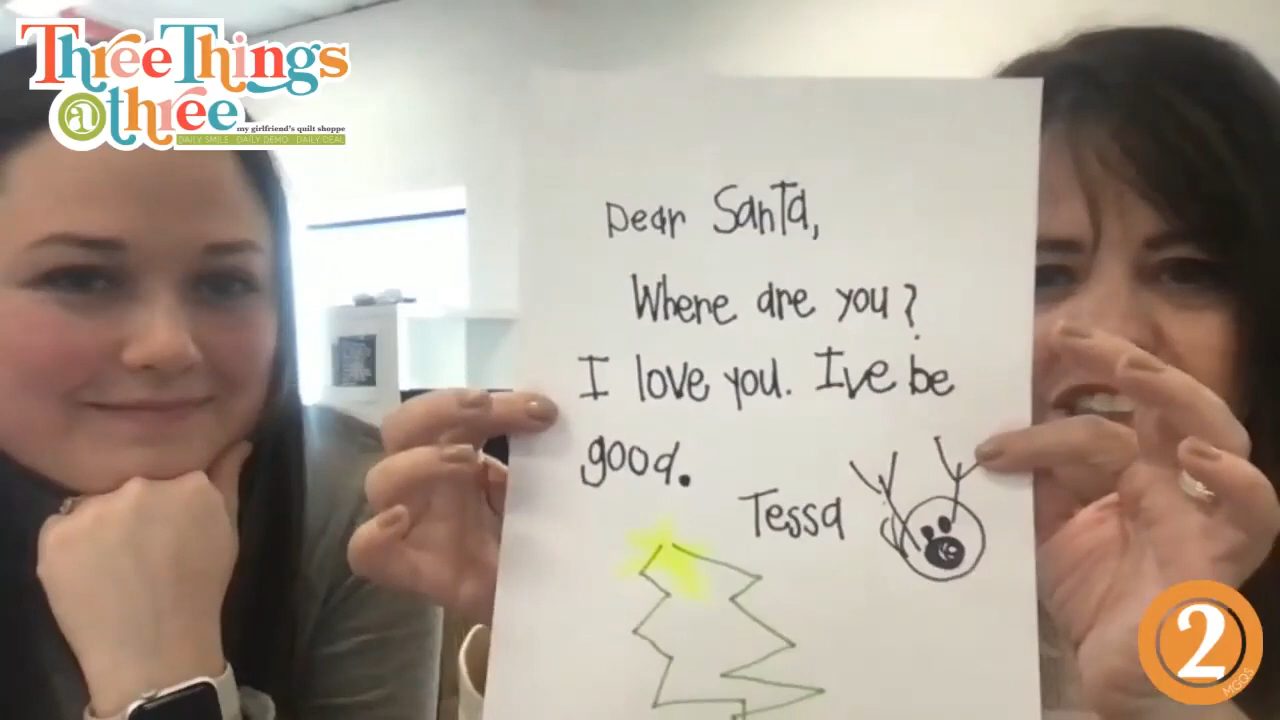 Three Things
@three
my girlfriend's quilt shoppe
DAILY SMILE DAILY DEMO DAILY DEAL
Dear Santa,
Where are you?
I love you. Ive be
good.
Tessa
2
MGQS